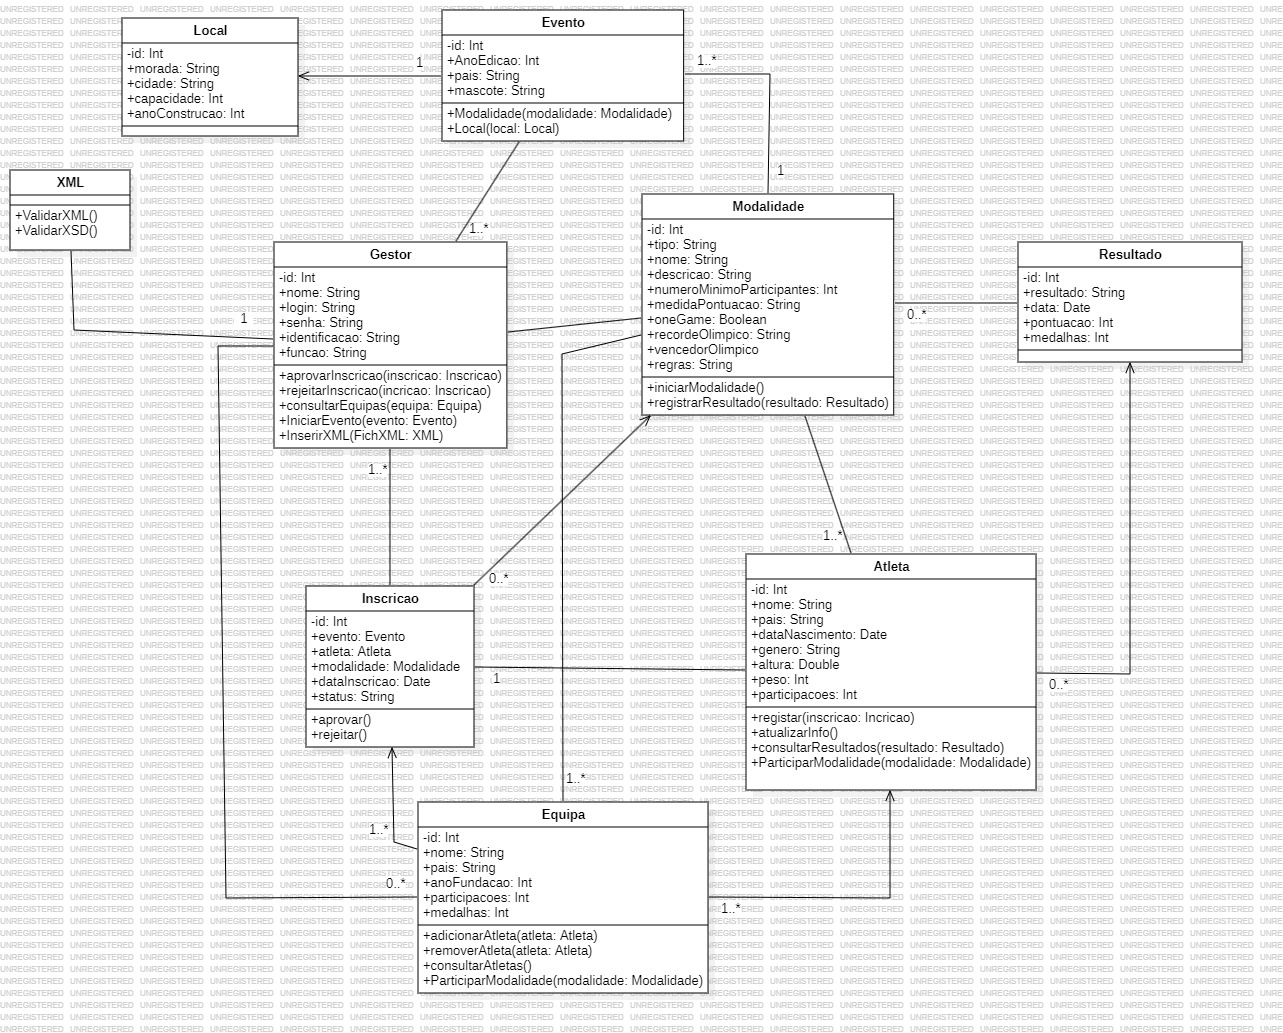 Local
-id: Int
+morada: String
+cidade: String
+capacidade: Int
+anoConstrucao: Int
1
Evento
-id: Int
+AnoEdicao: Int
+pais: String
+mascote: String
+Modalidade(modalidade: Modalidade)
+Local(local: Local)
1..*
1
1..*
XML
+ValidarXML()
+ValidarXSD()
1
Gestor
-id: Int
+nome: String
+login: String
+senha: String
+identificacao: String
+funcao: String
+aprovarInscricao(inscricao: Inscricao)
+rejeitarInscricao(incricao: Inscricao)
+consultarEquipas(equipa: Equipa)
+IniciarEvento(evento: Evento)
+InserirXML(FichXML: XML)
1..*
Modalidade
-id: Int
+tipo: String
+nome: String
+descricao: String
+numeroMinimoParticipantes: Int
+medidaPontuacao: String
+oneGame: Boolean
+recordeOlimpico: String
+vencedorOlimpico
+regras: String
+iniciarModalidade()
+registrarResultado(resultado: Resultado)
0..*
Resultado
-id: Int
+resultado: String
+data: Date
+pontuacao: Int
+medalhas: Int
1..*
0..*
Inscricao
-id: Int
+evento: Evento
+atleta: Atleta
+modalidade: Modalidade
+dataInscricao: Date
+status: String
+aprovar()
+rejeitar()
1
Atleta
-id: Int
+nome: String
+pais: String
+dataNascimento: Date
+genero: String
+altura: Double
+peso: Int
+participacoes: Int
+registar(inscricao: Incricao)
+atualizarInfo()
+consultarResultados(resultado: Resultado)
+ParticiparModalidade(modalidade: Modalidade)
0..*
1..*
1..*
0..*
Equipa
-id: Int
+nome: String
+pais: String
+anoFundacao: Int
+participacoes: Int
+medalhas: Int
+adicionarAtleta(atleta: Atleta)
+removerAtleta(atleta: Atleta)
+consultarAtletas()
+ParticiparModalidade(modalidade: Modalidade)
1..*
UNREGISTERED